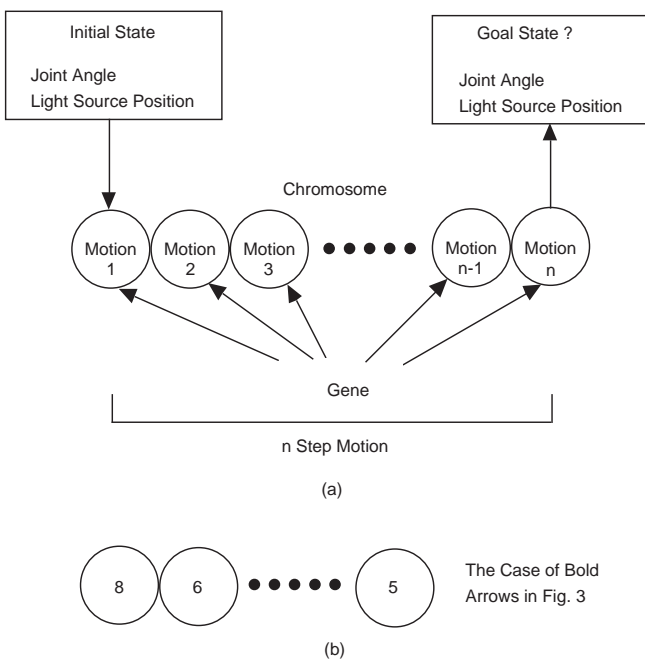 Initial State
Joint Angle
Light Source Position
Goal State ?
Joint Angle
Light Source Position
Chromosome
Motion
1
Motion
2
Motion
3
Motion
n-1
Motion
n
Gene
n Step Motion
(a)
8
6
5
The Case of Bold
Arrows in Fig. 3
(b)